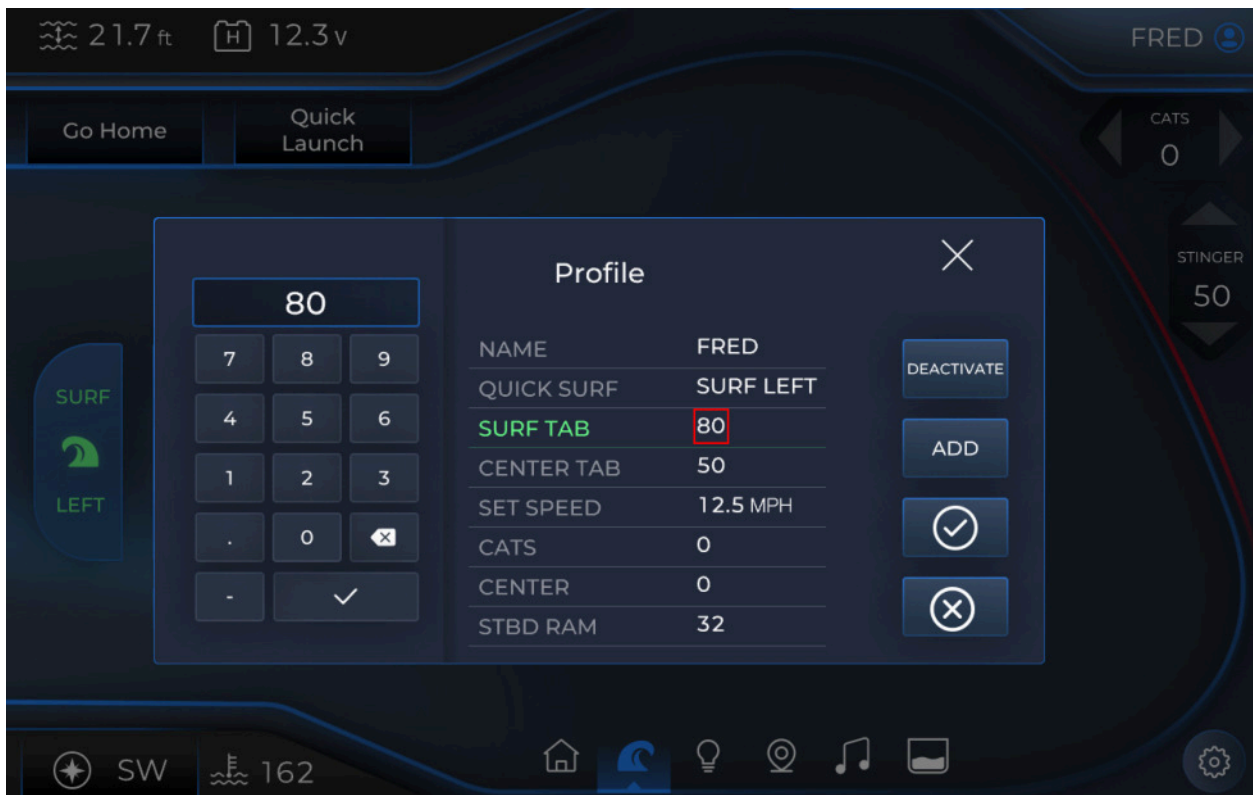 21.7 ft
H 12.3 v
FRED
Go Home
Quick
Launch
CATS
0
STINGER
50
SURF
LEFT
80
7 8 9
4 5 6
1 2 3
. 0
-
Profile
NAME FRED
QUICK SURF SURF LEFT
SURF TAB 80
CENTER TAB 50
SET SPEED 12.5 MPH
CATS 0
CENTER 0
STBD RAM 32
DEACTIVATE
ADD
SW
162